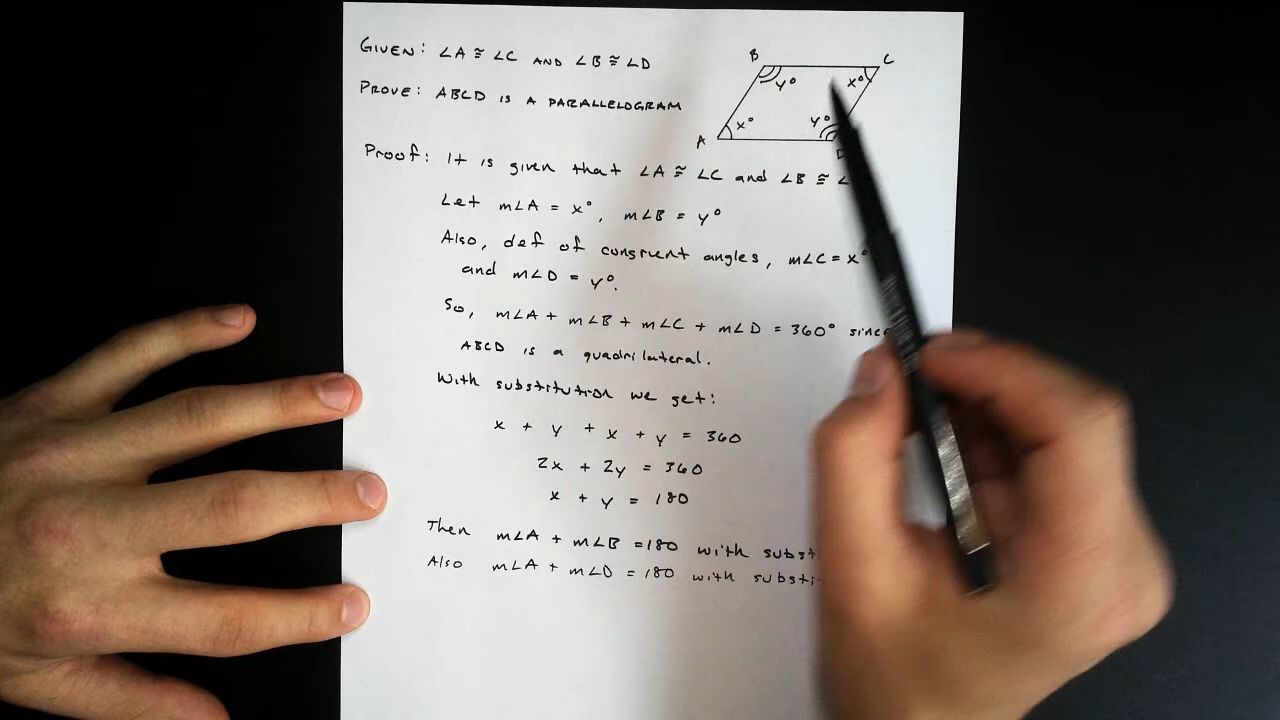 GIVEN: ∠A ≅ ∠C AND ∠B ≅ ∠D
PROVE: ABCD IS A PARALLELOGRAM
B
C
y°
x°
x°
y°
A
D
Proof: It is given that ∠A ≅ ∠C and ∠B ≅ ∠
Let m∠A = x°, m∠B = y°
Also, def of congruent angles, m∠C = x°
and m∠D = y°.
So, m∠A + m∠B + m∠C + m∠D = 360° sinc
ABCD is a quadrilateral.
With substitution we get:
x + y + x + y = 360
2x + 2y = 360
x + y = 180
Then m∠A + m∠B = 180 with subst
Also m∠A + m∠D = 180 with substi